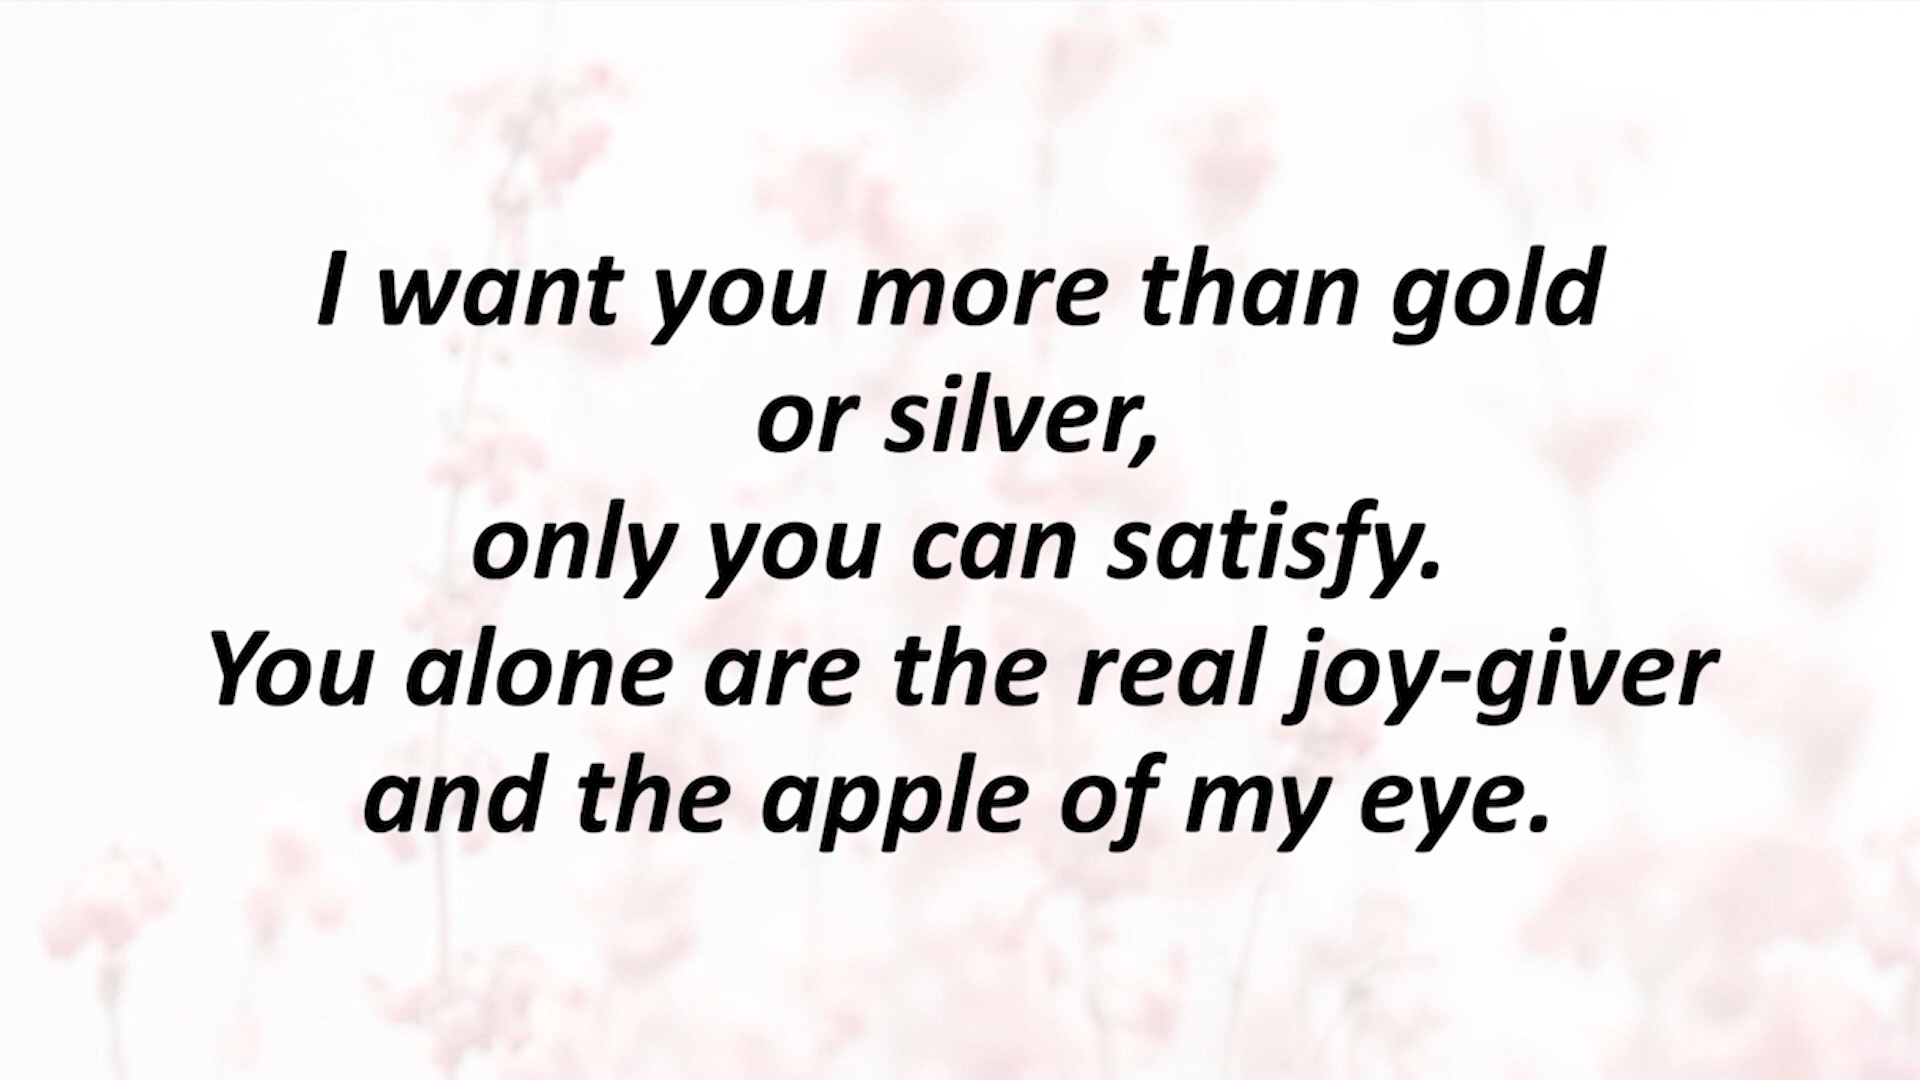 I want you more than gold
or silver,
only you can satisfy.
You alone are the real joy-giver
and the apple of my eye.